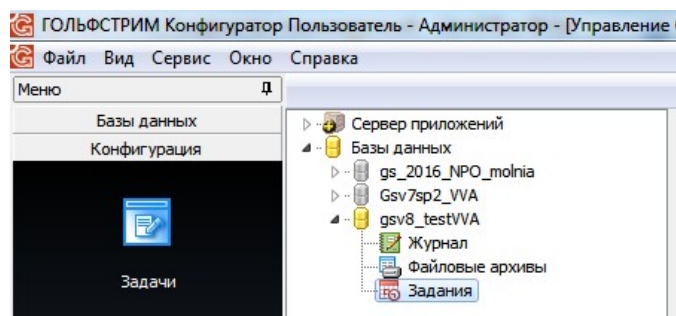 ГОЛЬФСТРИМ Конфигуратор Пользователь - Администратор - [Управление
Файл Вид Сервис Окно Справка
Меню
Базы данных
Конфигурация
Задачи
Сервер приложений
Базы данных
gs_2016_NPO_molnia
Gsv7sp2_VVA
gsv8_testVVA
Журнал
Файловые архивы
Задания